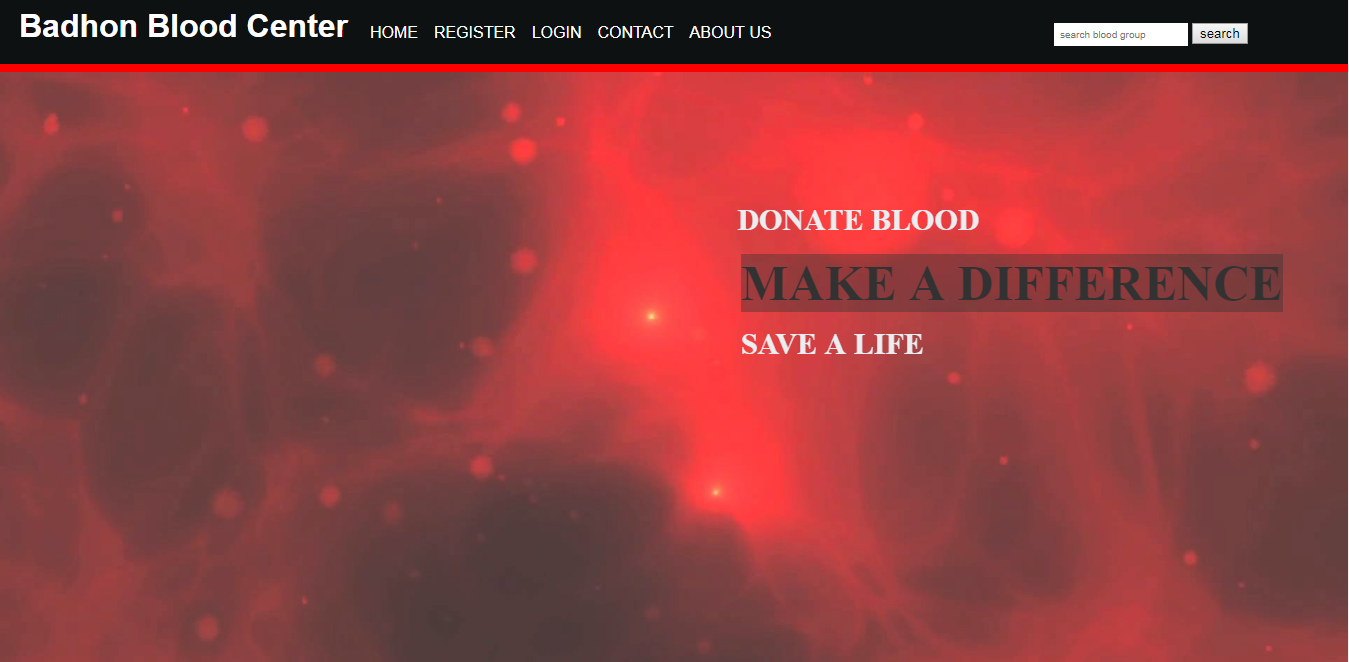 Badhon Blood Center HOME REGISTER LOGIN CONTACT ABOUT US search blood group search
DONATE BLOOD
MAKE A DIFFERENCE
SAVE A LIFE